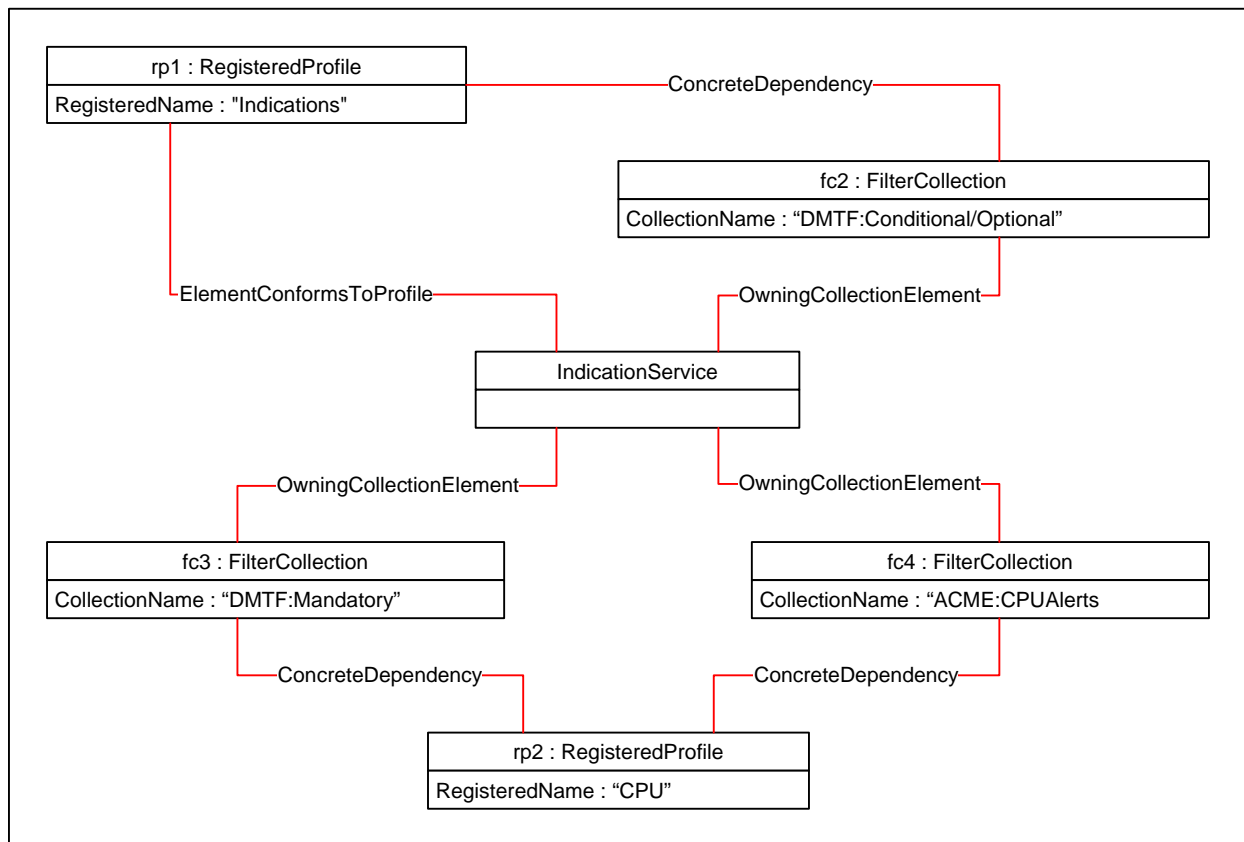 rp1 : RegisteredProfile
RegisteredName : "Indications"
ConcreteDependency
fc2 : FilterCollection
CollectionName : “DMTF:Conditional/Optional”
ElementConformsToProfile
OwningCollectionElement
IndicationService
OwningCollectionElement
OwningCollectionElement
fc3 : FilterCollection
CollectionName : “DMTF:Mandatory”
fc4 : FilterCollection
CollectionName : “ACME:CPUAlerts
ConcreteDependency
ConcreteDependency
rp2 : RegisteredProfile
RegisteredName : “CPU”